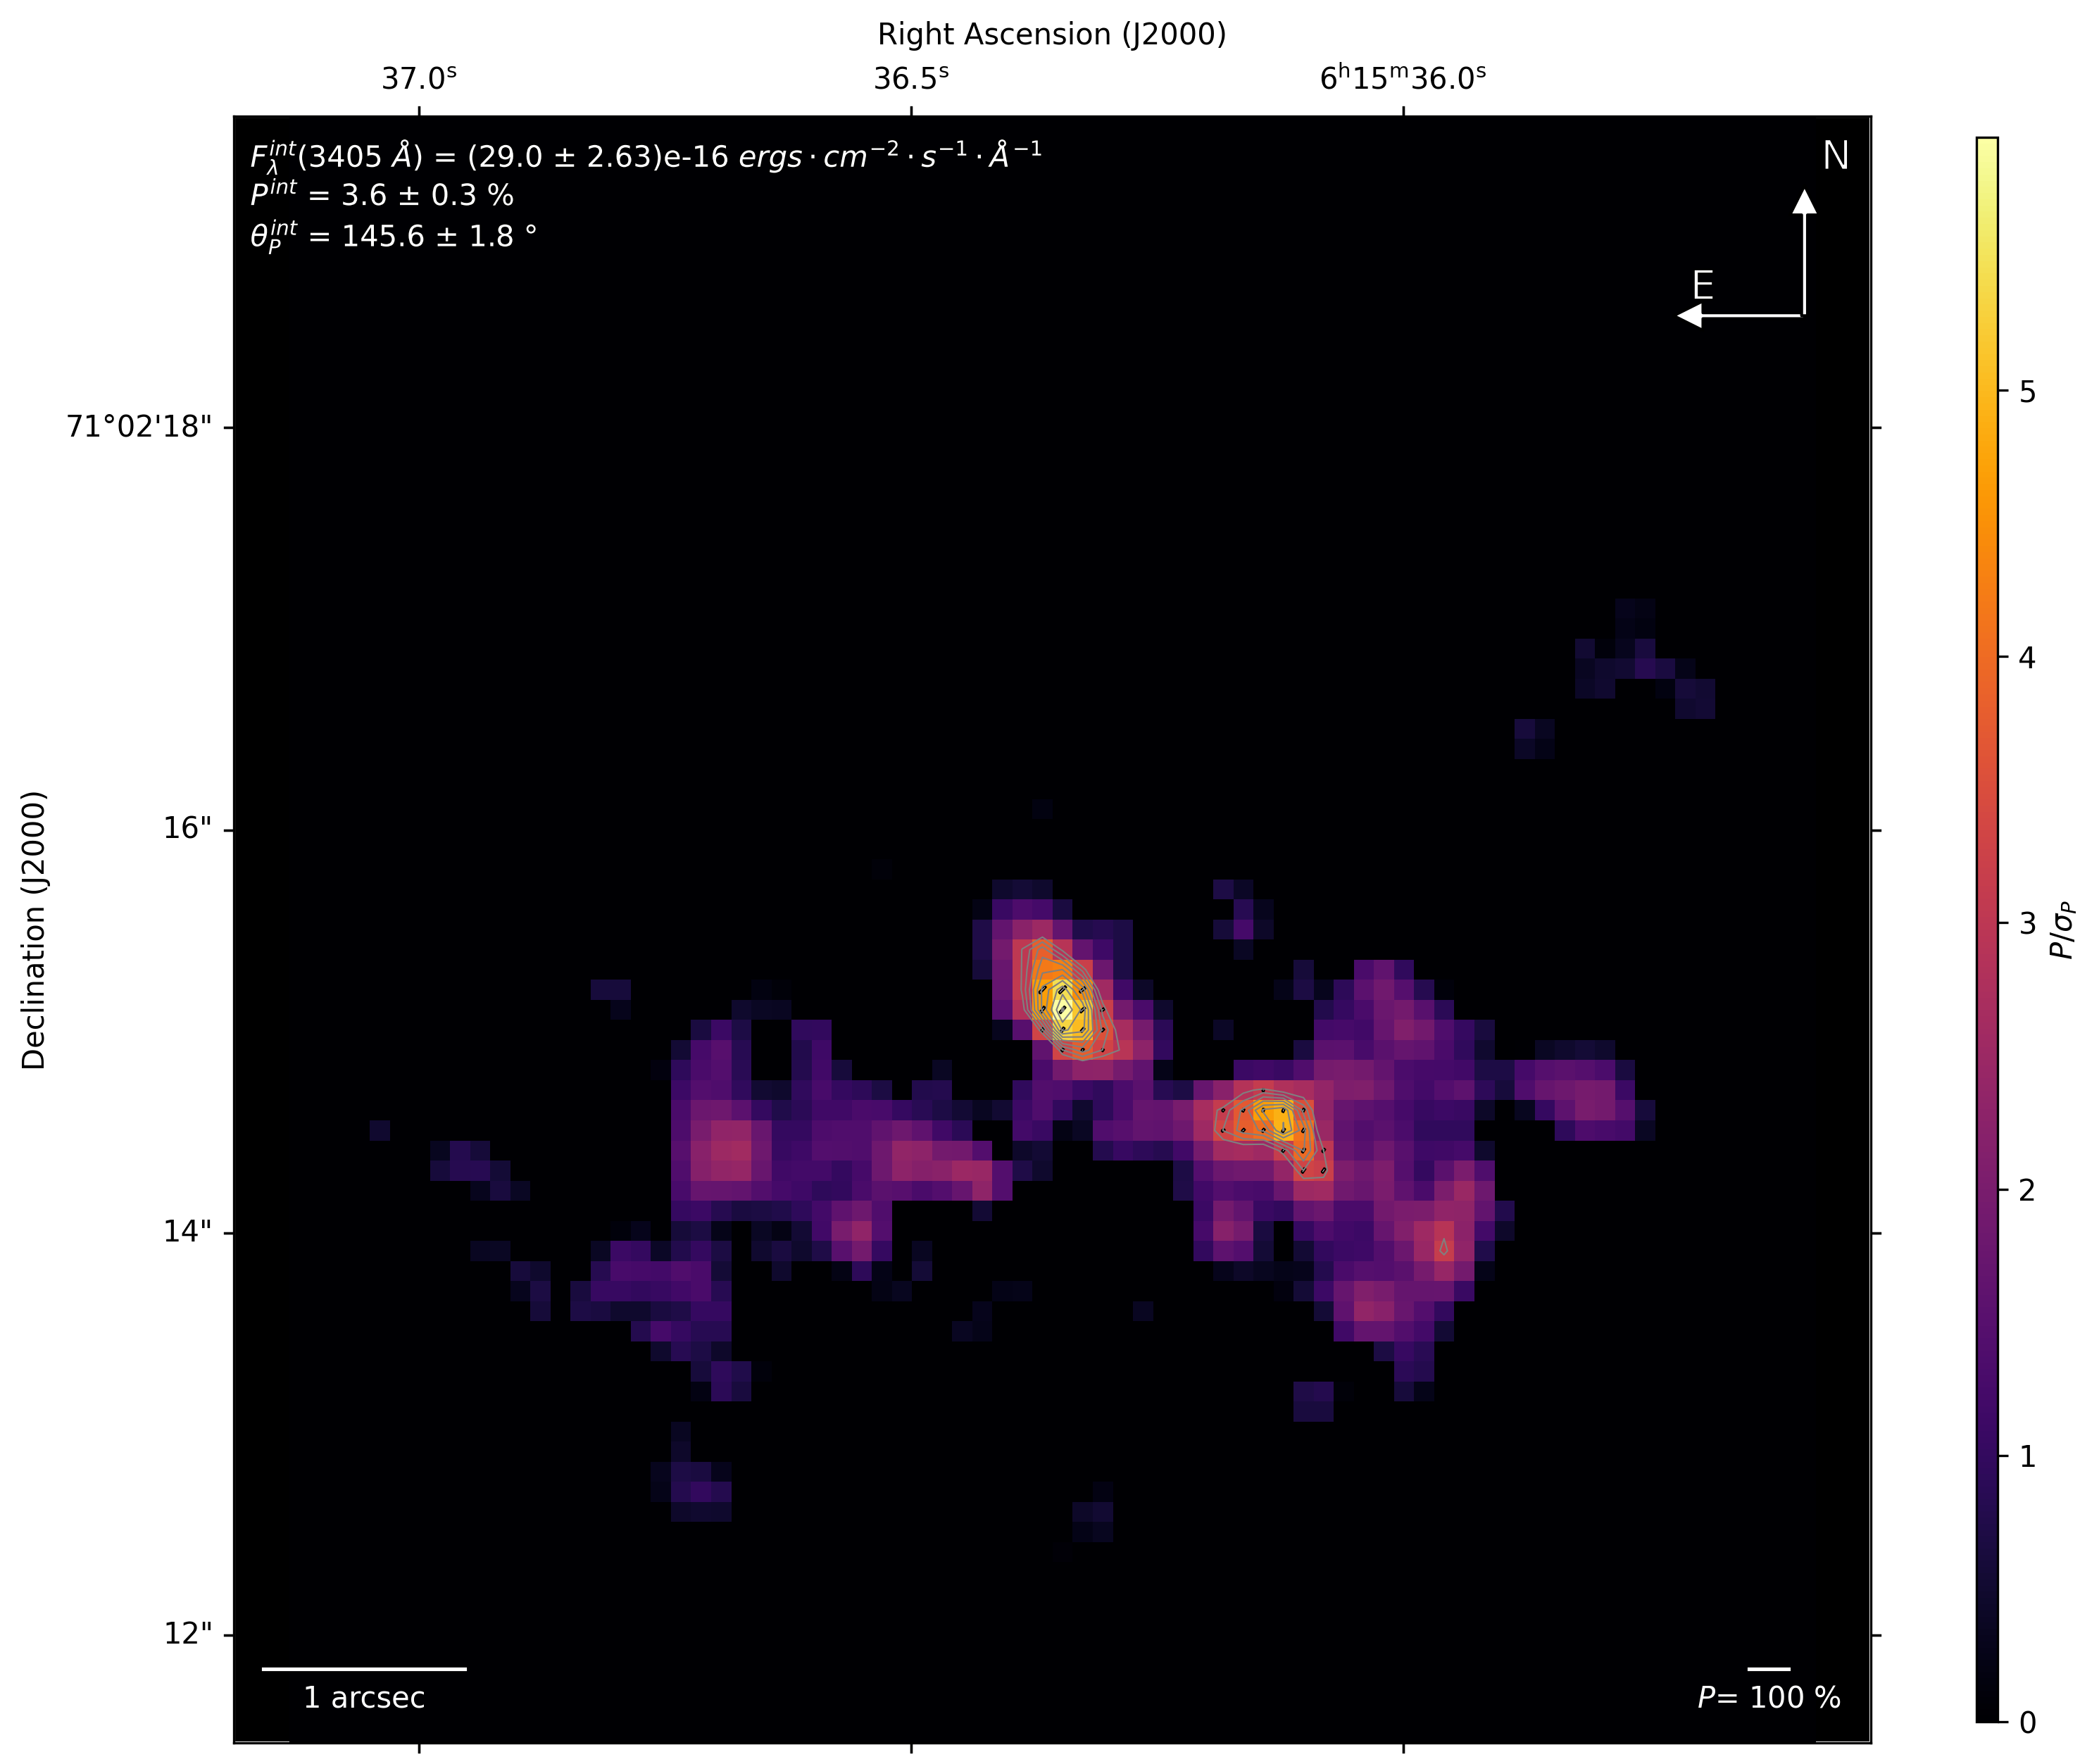 Right Ascension (J2000)
37.0ˢ 36.5ˢ 6ʰ15ᵐ36.0ˢ
F_λ^int(3405 Å) = (29.0 ± 2.63)e-16 ergs · cm⁻² · s⁻¹ · Å⁻¹
P^int = 3.6 ± 0.3 %
θ_P^int = 145.6 ± 1.8 °
N
E
71°02'18"
16"
14"
12"
Declination (J2000)
1 arcsec
P= 100 %
5
4
3
2
1
0
P/σ_P